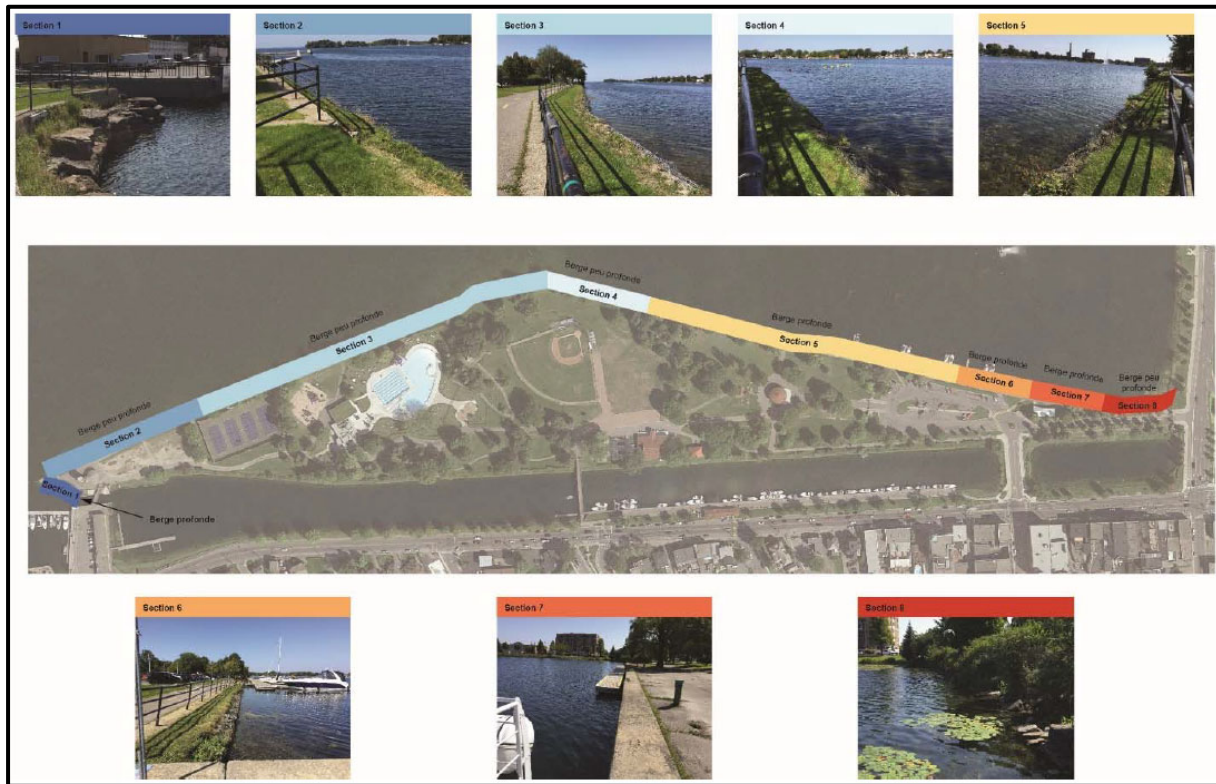 Section 1
Section 2
Section 3
Section 4
Section 5
Berge peu profonde
Section 4
Berge peu profonde
Section 3
Berge profonde
Section 5
Berge profonde
Section 6
Berge profonde
Section 7
Berge peu
profonde
Section 8
Berge peu profonde
Section 2
Section 1
Berge profonde
Section 6
Section 7
Section 8